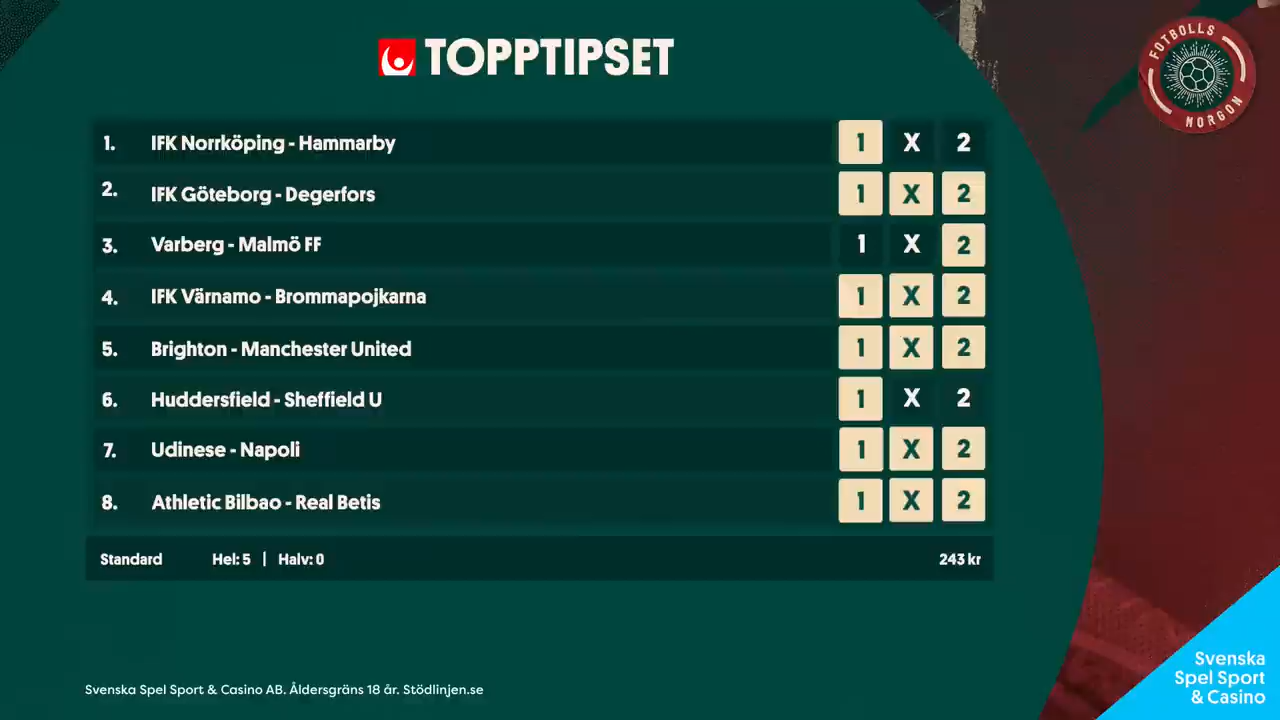 TOPPTIPSET
FOTBOLLS
MORGON
1. IFK Norrköping - Hammarby 1 X 2
2. IFK Göteborg - Degerfors 1 X 2
3. Varberg - Malmö FF 1 X 2
4. IFK Värnamo - Brommapojkarna 1 X 2
5. Brighton - Manchester United 1 X 2
6. Huddersfield - Sheffield U 1 X 2
7. Udinese - Napoli 1 X 2
8. Athletic Bilbao - Real Betis 1 X 2
Standard Hel: 5 | Halv: 0 243 kr
Svenska
Spel Sport
& Casino
Svenska Spel Sport & Casino AB. Åldersgräns 18 år. Stödlinjen.se